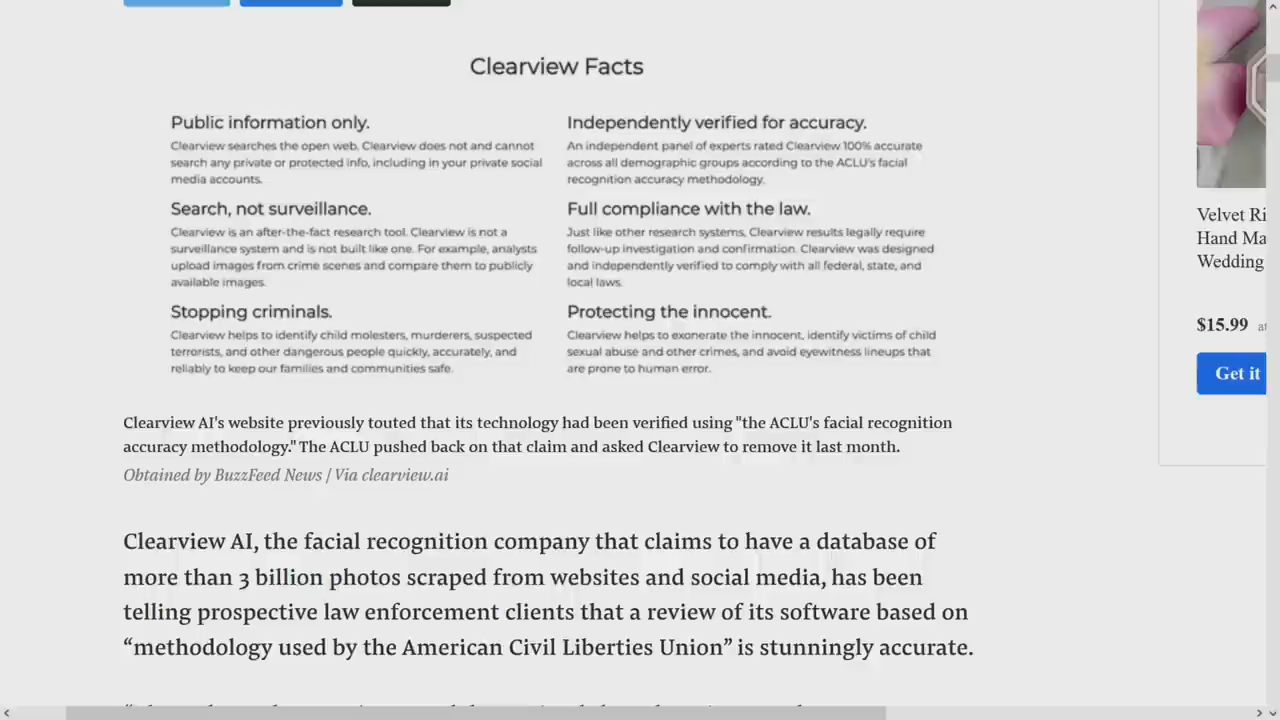 Clearview Facts
Public information only.
Clearview searches the open web. Clearview does not and cannot
search any private or protected info, including in your private social
media accounts.
Independently verified for accuracy.
An independent panel of experts rated Clearview 100% accurate
across all demographic groups according to the ACLU's facial
recognition accuracy methodology.
Search, not surveillance.
Clearview is an after-the-fact research tool. Clearview is not a
surveillance system and is not built like one. For example, analysts
upload images from crime scenes and compare them to publicly
available images.
Full compliance with the law.
Just like other research systems, Clearview results legally require
follow-up investigation and confirmation. Clearview was designed
and independently verified to comply with all federal, state, and
local laws.
Stopping criminals.
Clearview helps to identify child molesters, murderers, suspected
terrorists, and other dangerous people quickly, accurately, and
reliably to keep our families and communities safe.
Protecting the innocent.
Clearview helps to exonerate the innocent, identify victims of child
sexual abuse and other crimes, and avoid eyewitness lineups that
are prone to human error.
Clearview AI's website previously touted that its technology had been verified using "the ACLU's facial recognition
accuracy methodology." The ACLU pushed back on that claim and asked Clearview to remove it last month.
Obtained by BuzzFeed News / Via clearview.ai
Clearview AI, the facial recognition company that claims to have a database of
more than 3 billion photos scraped from websites and social media, has been
telling prospective law enforcement clients that a review of its software based on
“methodology used by the American Civil Liberties Union” is stunningly accurate.
Velvet Ri
Hand Ma
Wedding
$15.99
Get it